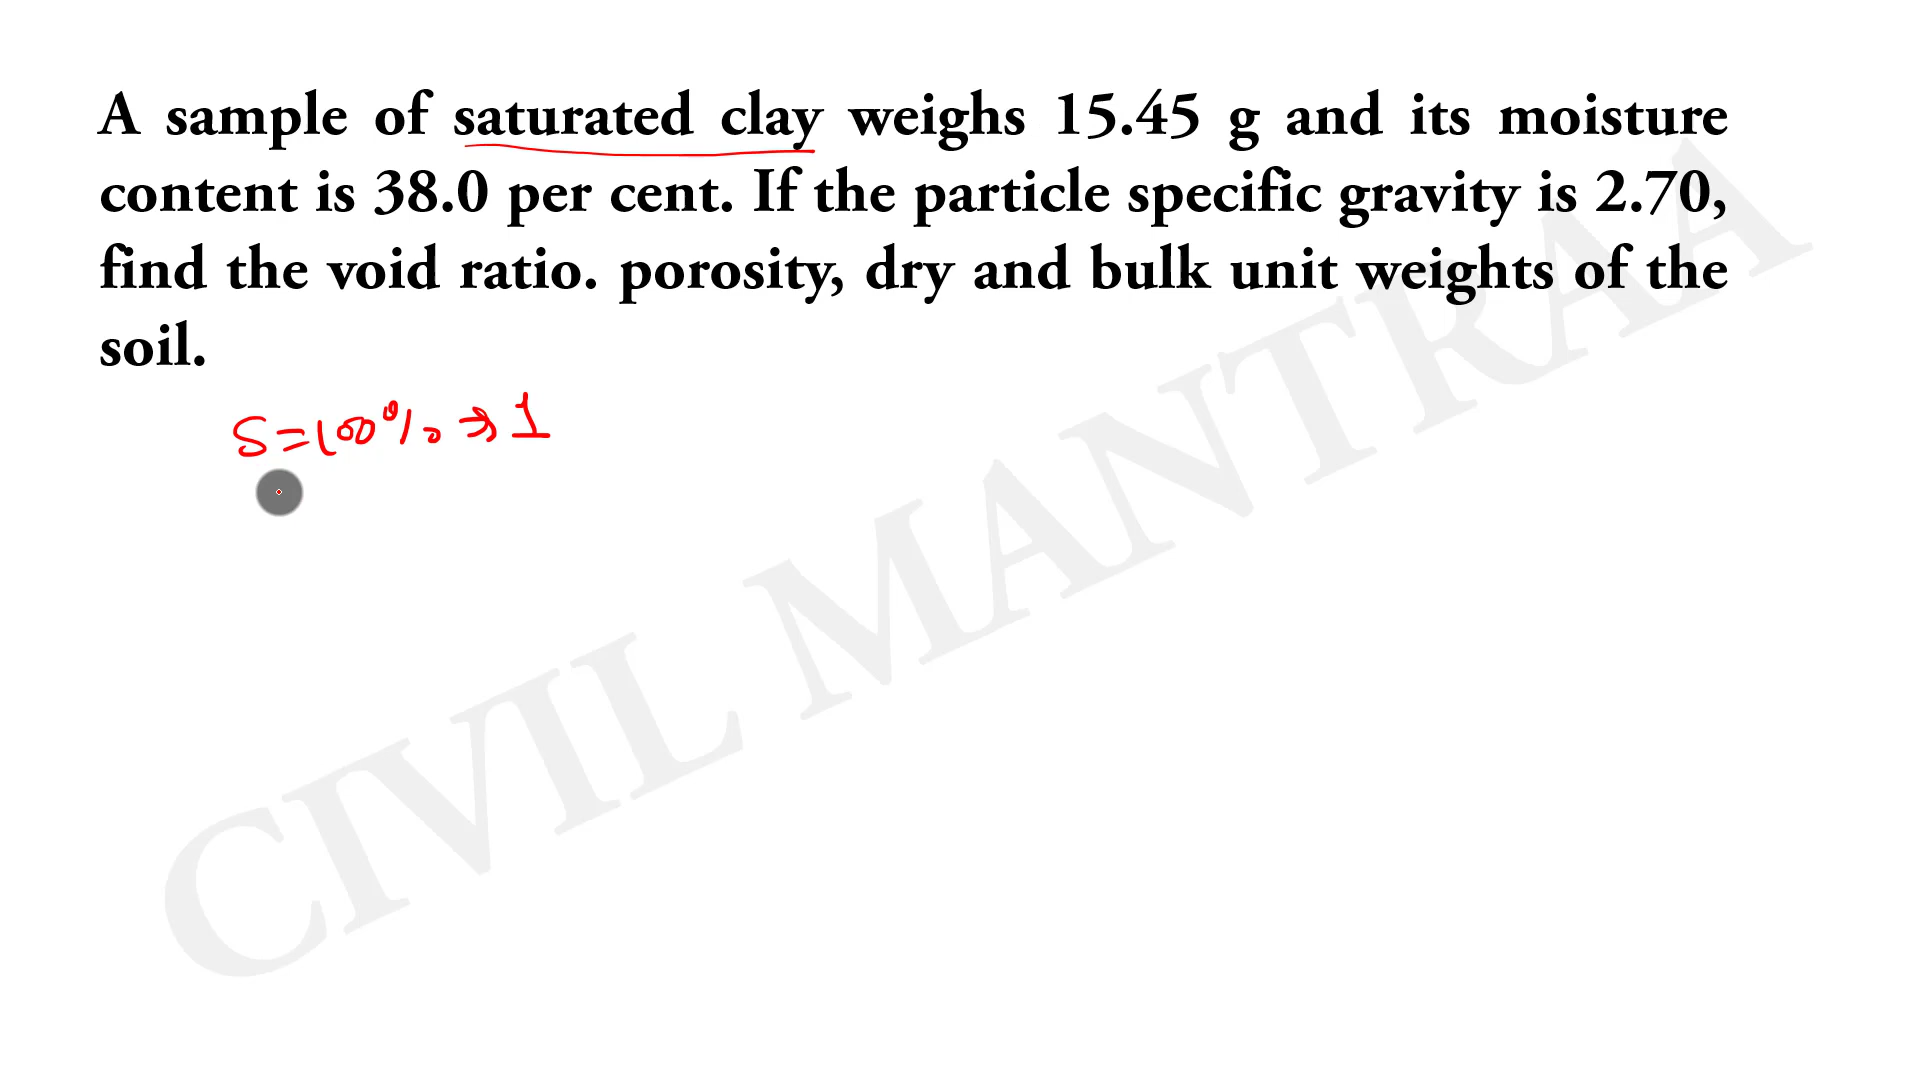 A sample of saturated clay weighs 15.45 g and its moisture
content is 38.0 per cent. If the particle specific gravity is 2.70,
find the void ratio. porosity, dry and bulk unit weights of the
soil.
S=100% ⇒ 1
CIVIL MANTRAA